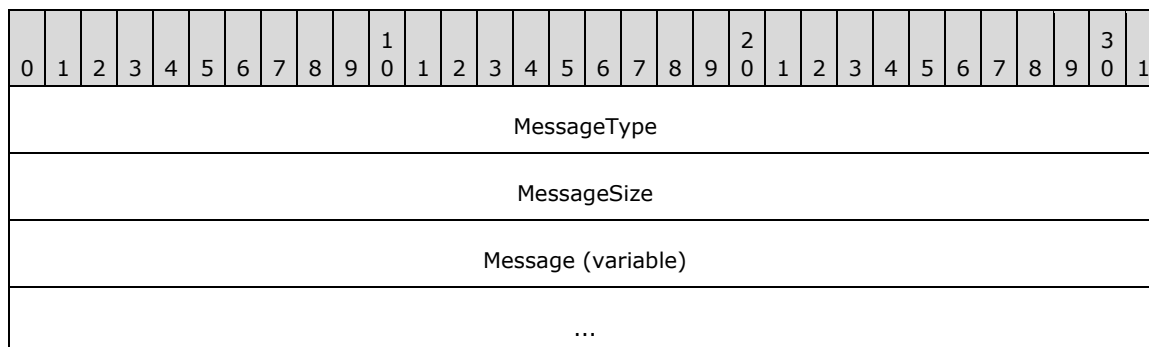 1 2 3
0 1 2 3 4 5 6 7 8 9 0 1 2 3 4 5 6 7 8 9 0 1 2 3 4 5 6 7 8 9 0 1
MessageType
MessageSize
Message (variable)
...